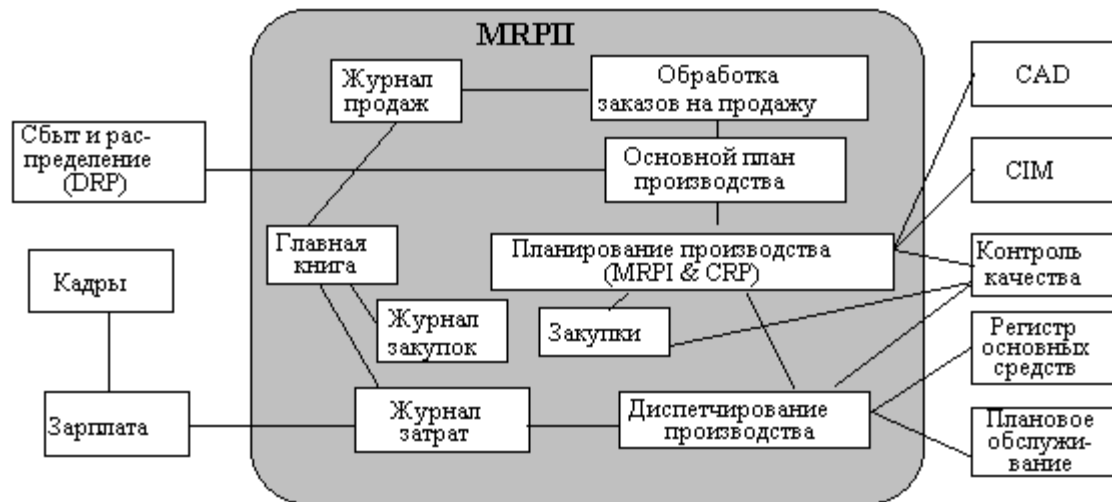 MRPII
Журнал
продаж
Обработка
заказов на продажу
CAD
Сбыт и рас-
пределение
(DRP)
Основной план
производства
CIM
Главная
книга
Планирование производства
(MRPI & CRP)
Контроль
качества
Кадры
Журнал
закупок
Закупки
Регистр
основных
средств
Зарплата
Журнал
затрат
Диспетчирование
производства
Плановое
обслужи-
вание